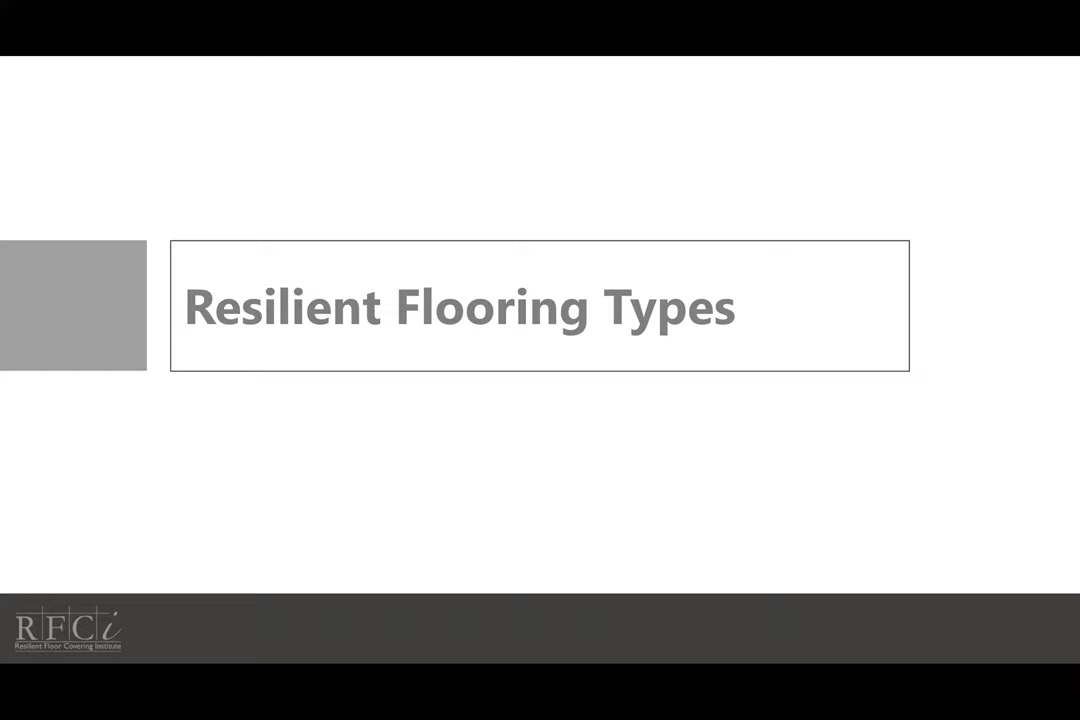 Resilient Flooring Types
RFCi
Resilient Floor Covering Institute